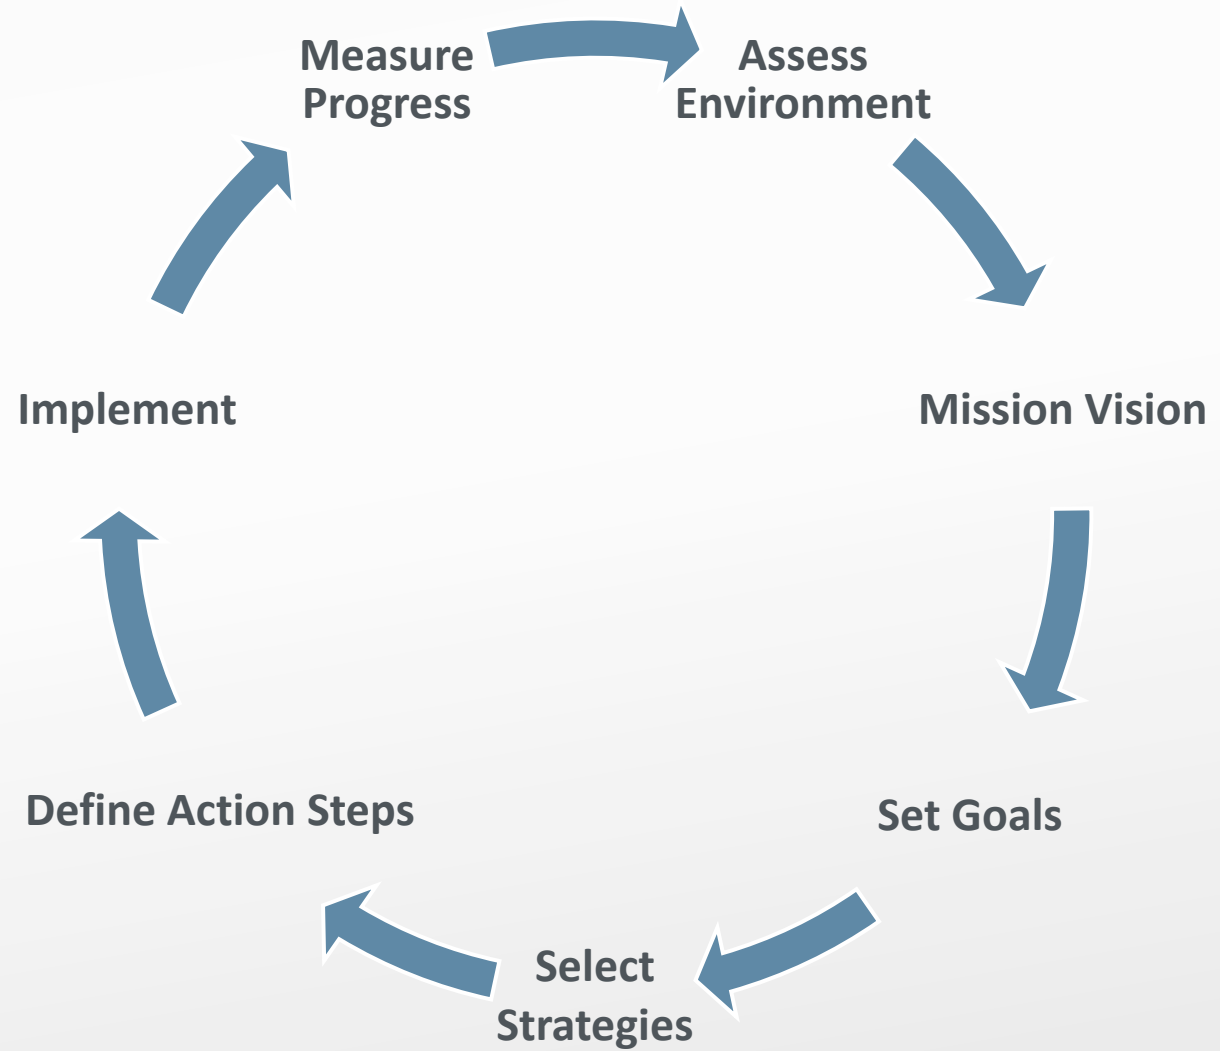 Measure
Progress
Assess
Environment
Implement
Mission Vision
Define Action Steps
Set Goals
Select
Strategies